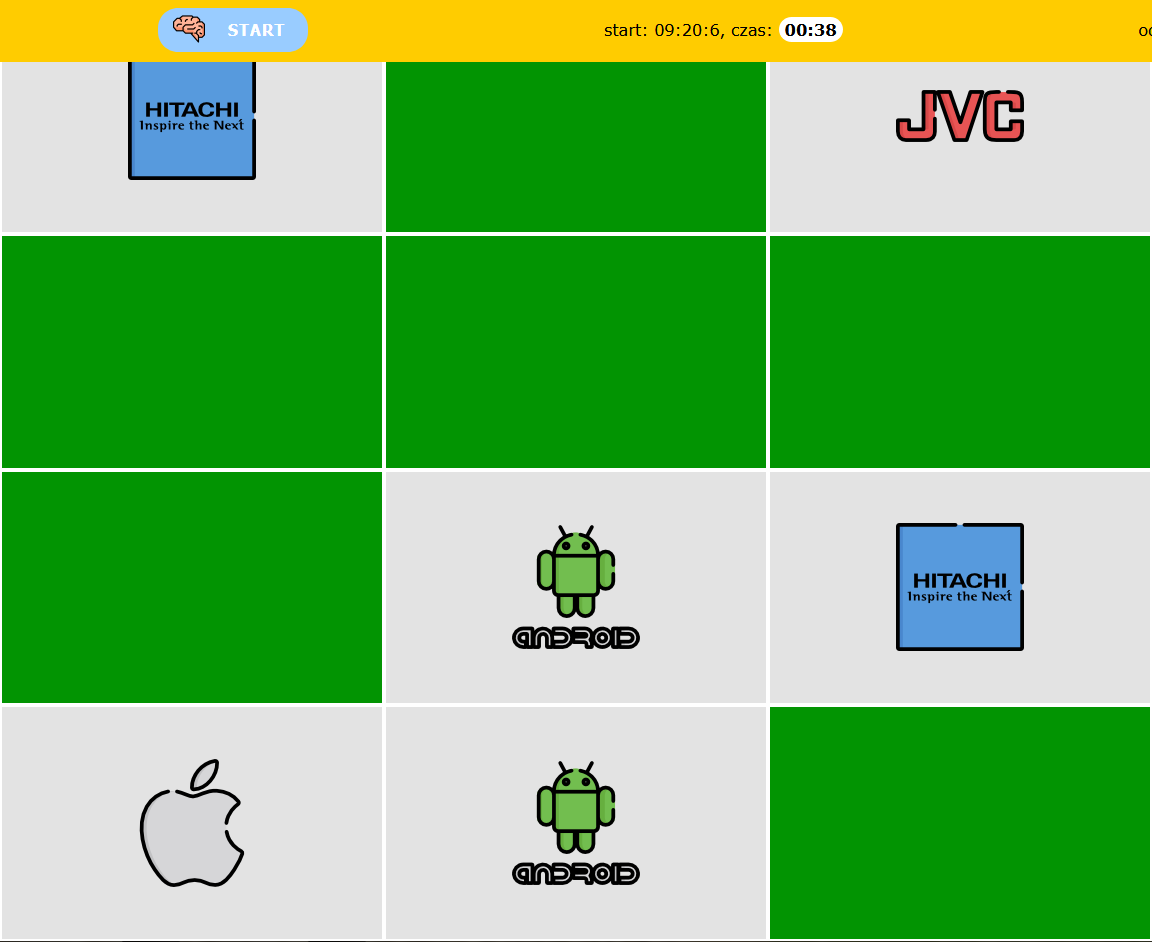 START
start: 09:20:6, czas: 00:38
HITACHI
Inspire the Next
JVC
ANDROID
HITACHI
Inspire the Next
ANDROID